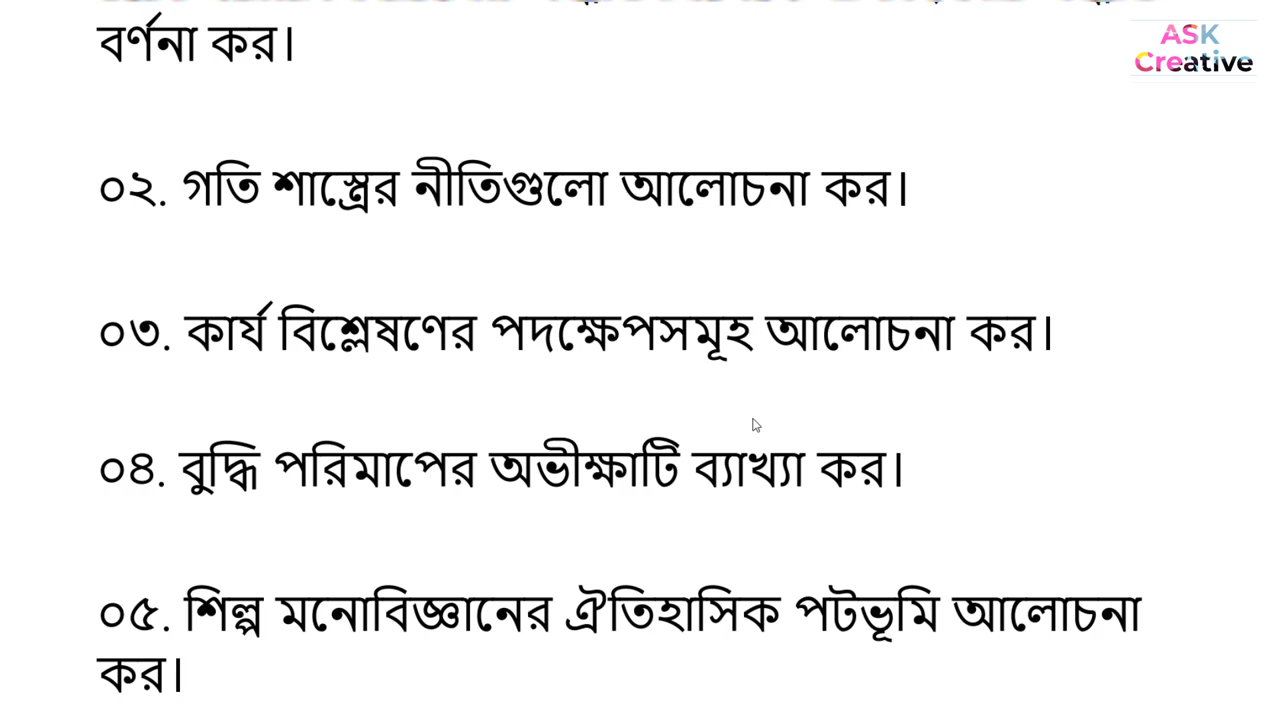 বর্ণনা কর।
ASK
Creative
০২. গতি শাস্ত্রের নীতিগুলো আলোচনা কর।
০৩. কার্য বিশ্লেষণের পদক্ষেপসমূহ আলোচনা কর।
০৪. বুদ্ধি পরিমাপের অভীক্ষাটি ব্যাখ্যা কর।
০৫. শিল্প মনোবিজ্ঞানের ঐতিহাসিক পটভূমি আলোচনা
কর।